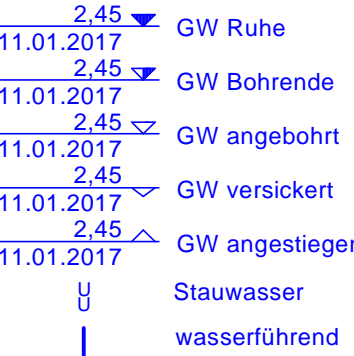 2,45
11.01.2017 GW Ruhe
2,45
11.01.2017 GW Bohrende
2,45
11.01.2017 GW angebohrt
2,45
11.01.2017 GW versickert
2,45
11.01.2017 GW angestiegen
Stauwasser
wasserführend